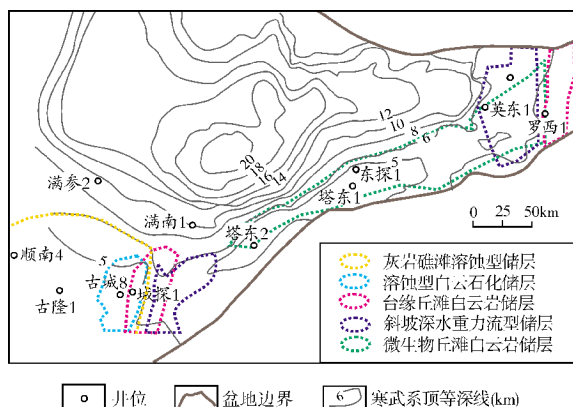 12
10
8
6
英东1
罗西1
20
18
16
14
5
东探1
塔东1
满参2
满南1
塔东2
0 25 50km
顺南4
5
古城8
城探1
古隆1
灰岩礁滩溶蚀型储层
溶蚀型白云石化储层
台缘丘滩白云岩储层
斜坡深水重力流型储层
微生物丘滩白云岩储层
井位 盆地边界 6 寒武系顶等深线(km)